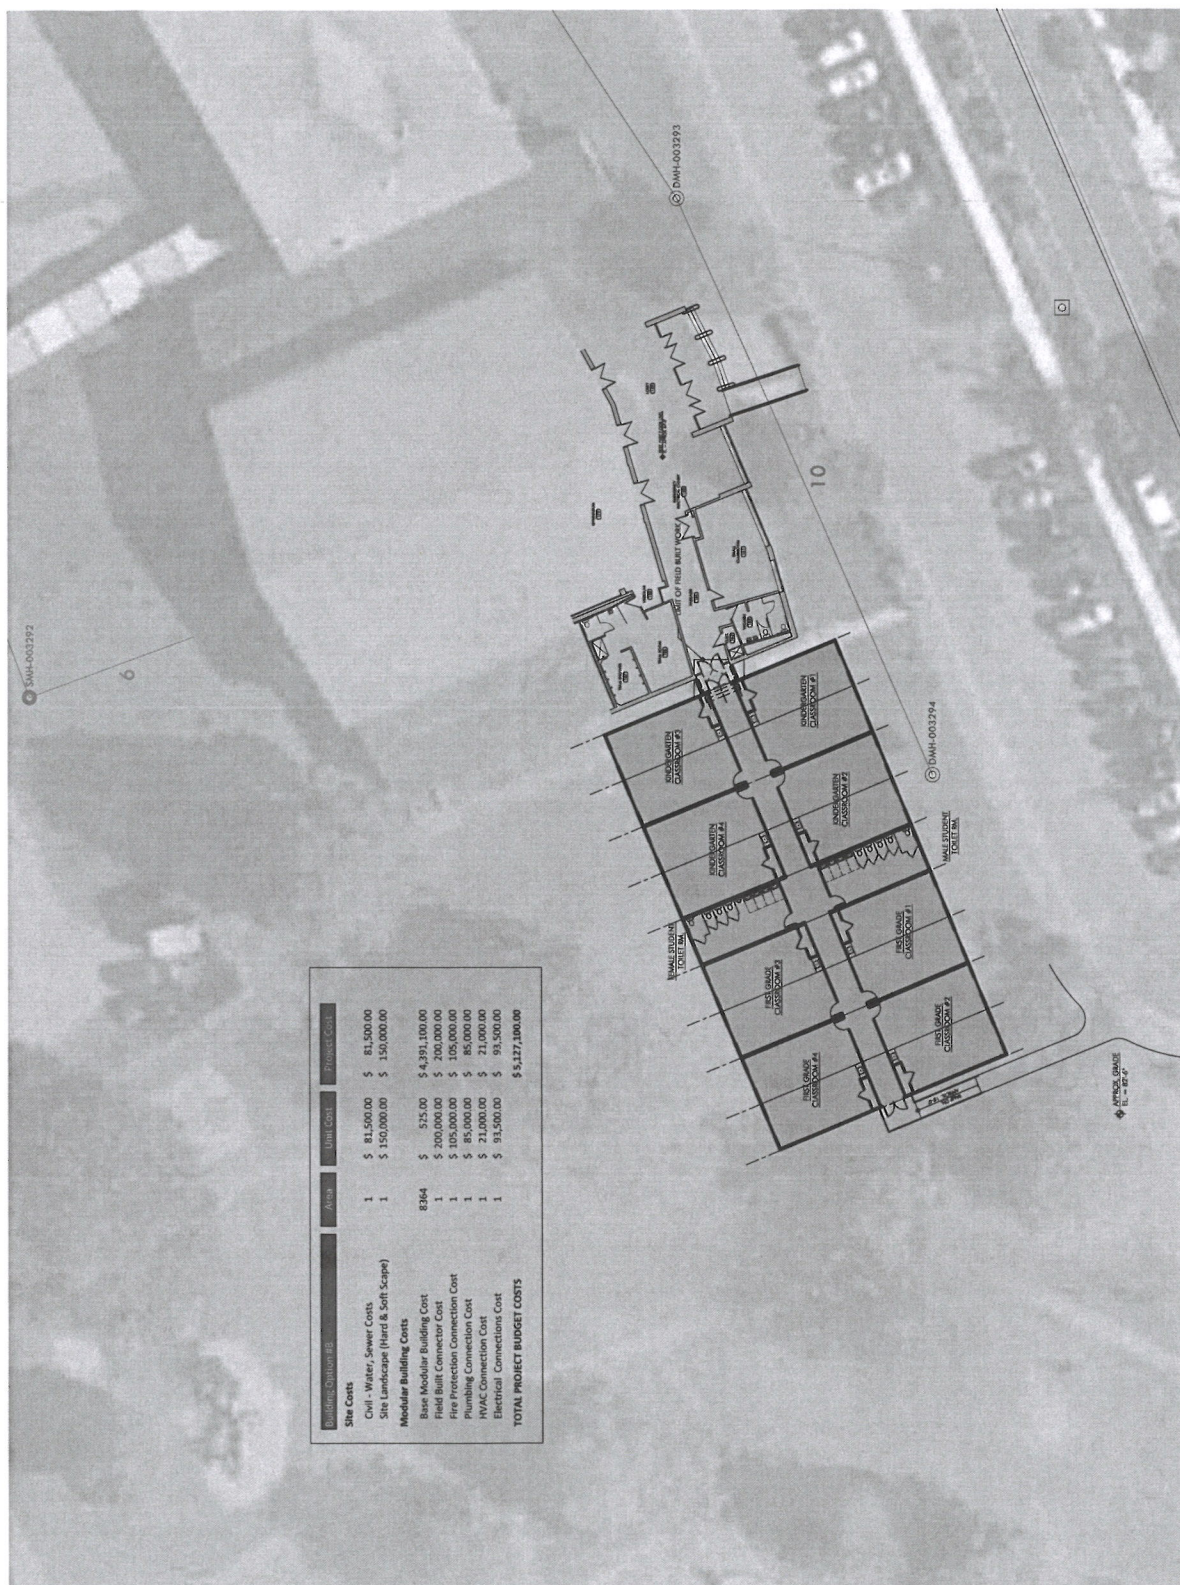 Building Option #B Area Unit Cost Project Cost
Site Costs
Civil - Water, Sewer Costs 1 $ 81,500.00 $ 81,500.00
Site Landscape (Hard & Soft Scape) 1 $ 150,000.00 $ 150,000.00
Modular Building Costs
Base Modular Building Cost 8364 $ 525.00 $ 4,391,100.00
Field Built Connector Cost 1 $ 200,000.00 $ 200,000.00
Fire Protection Connection Cost 1 $ 105,000.00 $ 105,000.00
Plumbing Connection Cost 1 $ 85,000.00 $ 85,000.00
HVAC Connection Cost 1 $ 21,000.00 $ 21,000.00
Electrical Connections Cost 1 $ 93,500.00 $ 93,500.00
TOTAL PROJECT BUDGET COSTS $ 5,127,100.00
SMH-003292
6
DMH-003293
10
DMH-003294
LIMIT OF FIELD BUILT WORK
KINDERGARTEN
CLASSROOM #3
KINDERGARTEN
CLASSROOM #1
KINDERGARTEN
CLASSROOM #4
KINDERGARTEN
CLASSROOM #2
FEMALE STUDENT
TOILET RM.
MALE STUDENT
TOILET RM.
FIRST GRADE
CLASSROOM #3
FIRST GRADE
CLASSROOM #1
FIRST GRADE
CLASSROOM #4
FIRST GRADE
CLASSROOM #2
APPROX. GRADE
EL. = 82'-6"